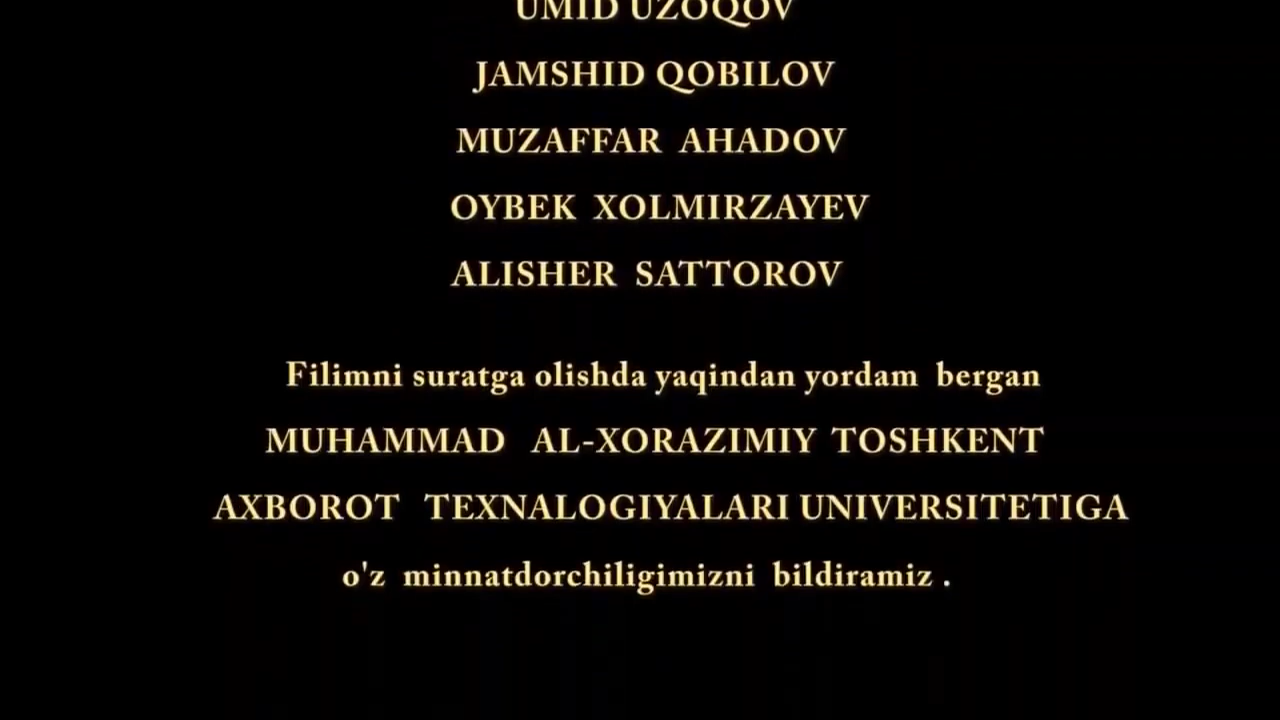 UMID UZOQOV
JAMSHID QOBILOV
MUZAFFAR AHADOV
OYBEK XOLMIRZAYEV
ALISHER SATTOROV
Filimni suratga olishda yaqindan yordam bergan
MUHAMMAD AL-XORAZIMIY TOSHKENT
AXBOROT TEXNALOGIYALARI UNIVERSITETIGA
o'z minnatdorchiligimizni bildiramiz .